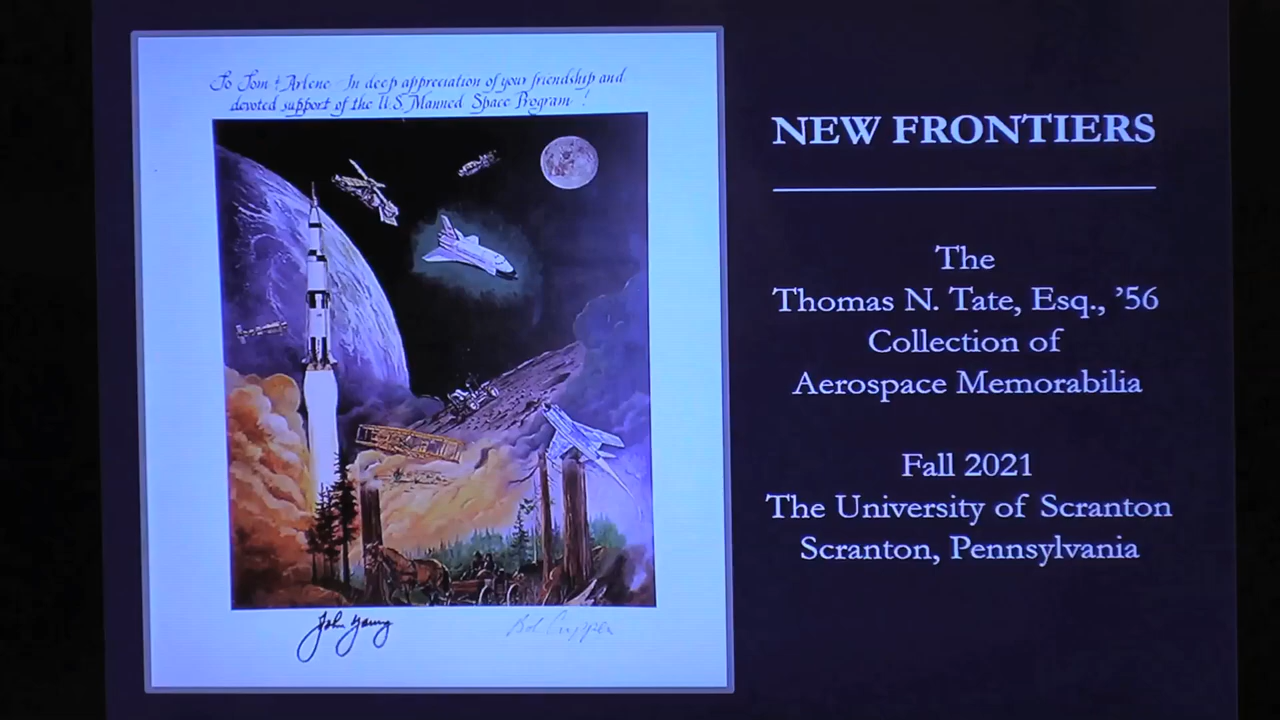 To Tom & Arlene In deep appreciation of your friendship and
devoted support of the U.S. Manned Space Program!
John Young
Bob Crippen
NEW FRONTIERS
The
Thomas N. Tate, Esq., ’56
Collection of
Aerospace Memorabilia
Fall 2021
The University of Scranton
Scranton, Pennsylvania